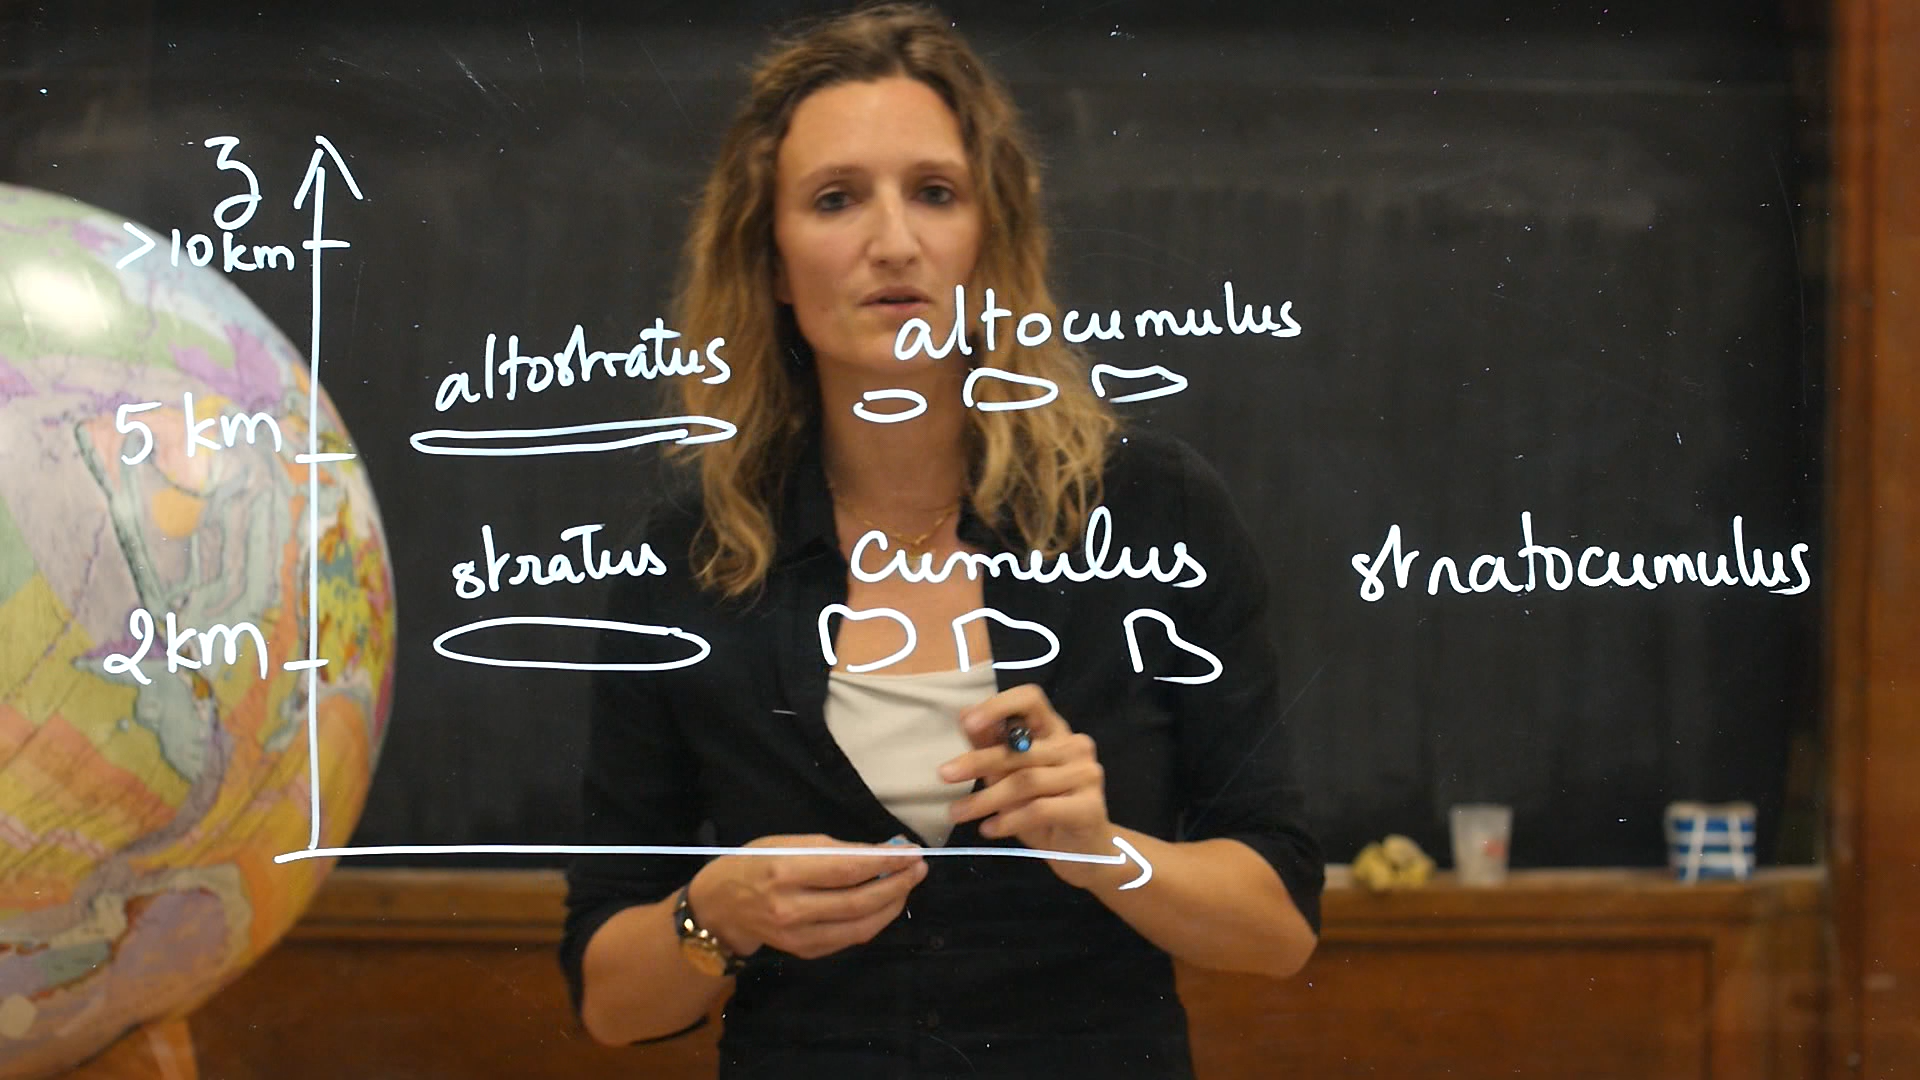 z
>10km
altostratus altocumulus
5 km
stratus cumulus stratocumulus
2km